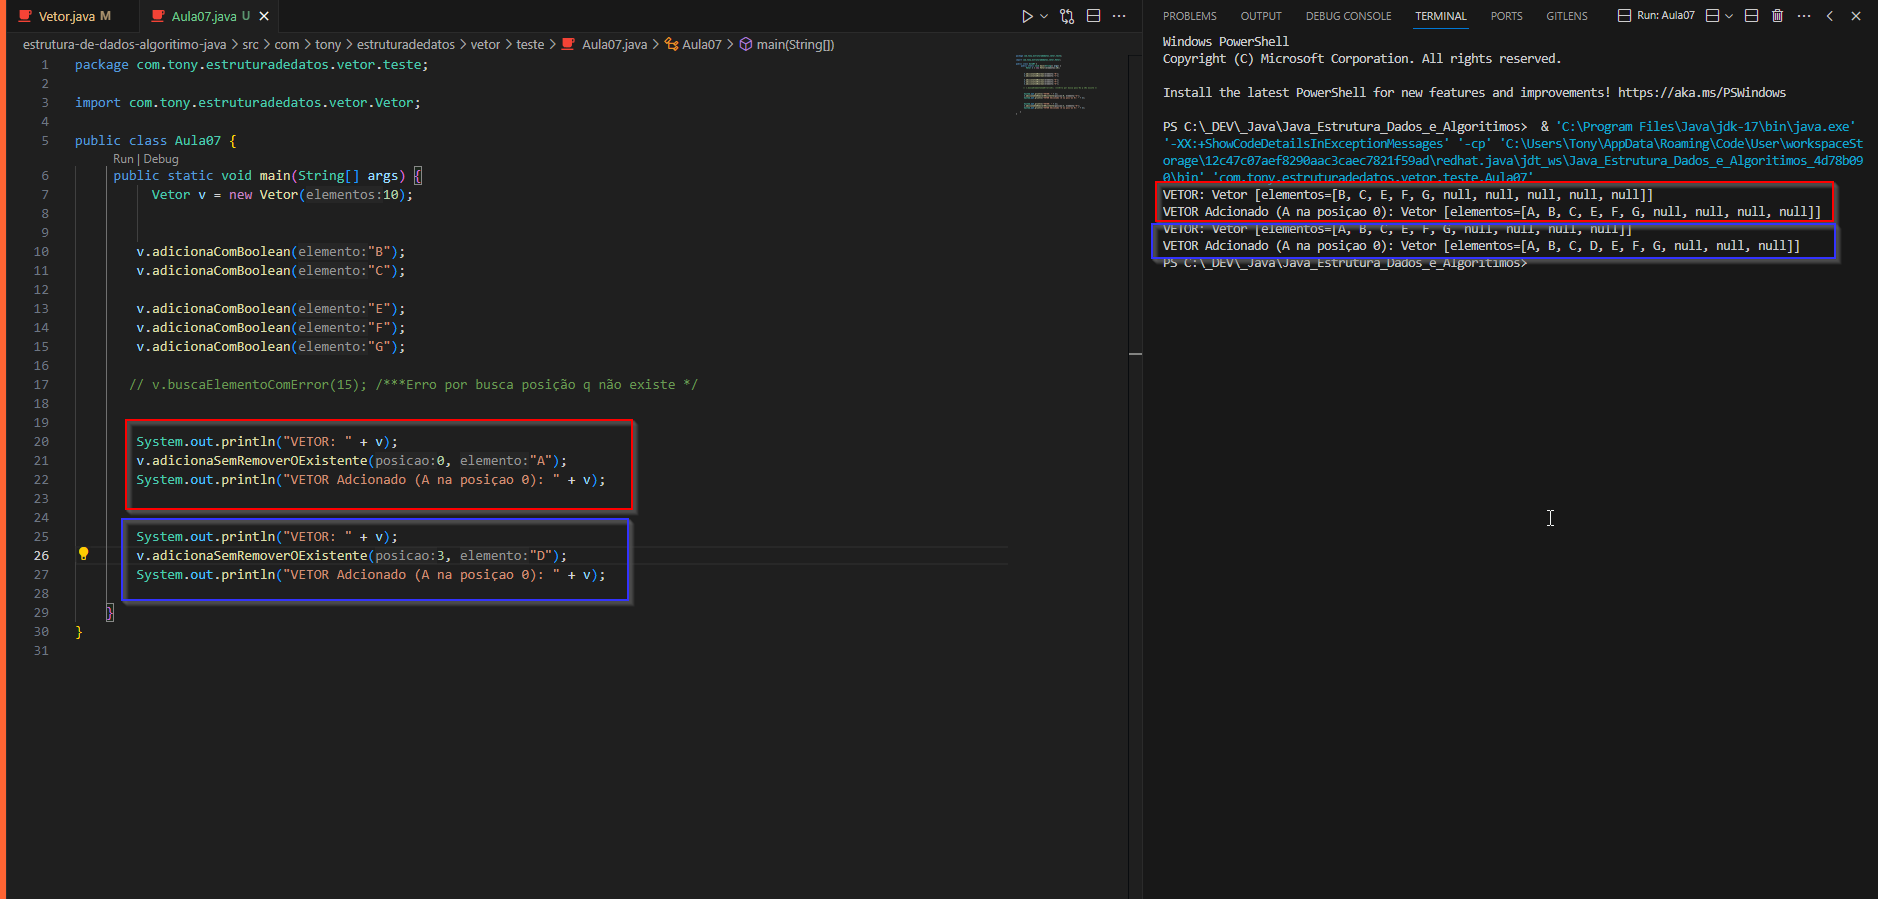 Vetor.java M
Aula07.java U
estrutura-de-dados-algoritimo-java > src > com > tony > estruturadedatos > vetor > teste > Aula07.java > Aula07 > main(String[])
1 package com.tony.estruturadedatos.vetor.teste;
2
3 import com.tony.estruturadedatos.vetor.Vetor;
4
5 public class Aula07 {
Run | Debug
6 public static void main(String[] args) {
7 Vetor v = new Vetor(elementos:10);
8
9
10 v.adicionaComBoolean(elemento:"B");
11 v.adicionaComBoolean(elemento:"C");
12
13 v.adicionaComBoolean(elemento:"E");
14 v.adicionaComBoolean(elemento:"F");
15 v.adicionaComBoolean(elemento:"G");
16
17 // v.buscaElementoComError(15); /***Erro por busca posição q não existe */
18
19
20 System.out.println("VETOR: " + v);
21 v.adicionaSemRemoverOExistente(posicao:0, elemento:"A");
22 System.out.println("VETOR Adcionado (A na posiçao 0): " + v);
23
24
25 System.out.println("VETOR: " + v);
26 v.adicionaSemRemoverOExistente(posicao:3, elemento:"D");
27 System.out.println("VETOR Adcionado (A na posiçao 0): " + v);
28
29 }
30 }
31
PROBLEMS OUTPUT DEBUG CONSOLE TERMINAL PORTS GITLENS Run: Aula07
Windows PowerShell
Copyright (C) Microsoft Corporation. All rights reserved.
Install the latest PowerShell for new features and improvements! https://aka.ms/PSWindows
PS C:\_DEV\_Java\Java_Estrutura_Dados_e_Algoritimos> & 'C:\Program Files\Java\jdk-17\bin\java.exe'
'-XX:+ShowCodeDetailsInExceptionMessages' '-cp' 'C:\Users\Tony\AppData\Roaming\Code\User\workspaceSt
orage\12c47c07aef8290aac3caec7821f59ad\redhat.java\jdt_ws\Java_Estrutura_Dados_e_Algoritimos_4d78b09
0\bin' 'com.tony.estruturadedatos.vetor.teste.Aula07'
VETOR: Vetor [elementos=[B, C, E, F, G, null, null, null, null, null]]
VETOR Adcionado (A na posiçao 0): Vetor [elementos=[A, B, C, E, F, G, null, null, null, null]]
VETOR: Vetor [elementos=[A, B, C, E, F, G, null, null, null, null]]
VETOR Adcionado (A na posiçao 0): Vetor [elementos=[A, B, C, D, E, F, G, null, null, null]]
PS C:\_DEV\_Java\Java_Estrutura_Dados_e_Algoritimos>